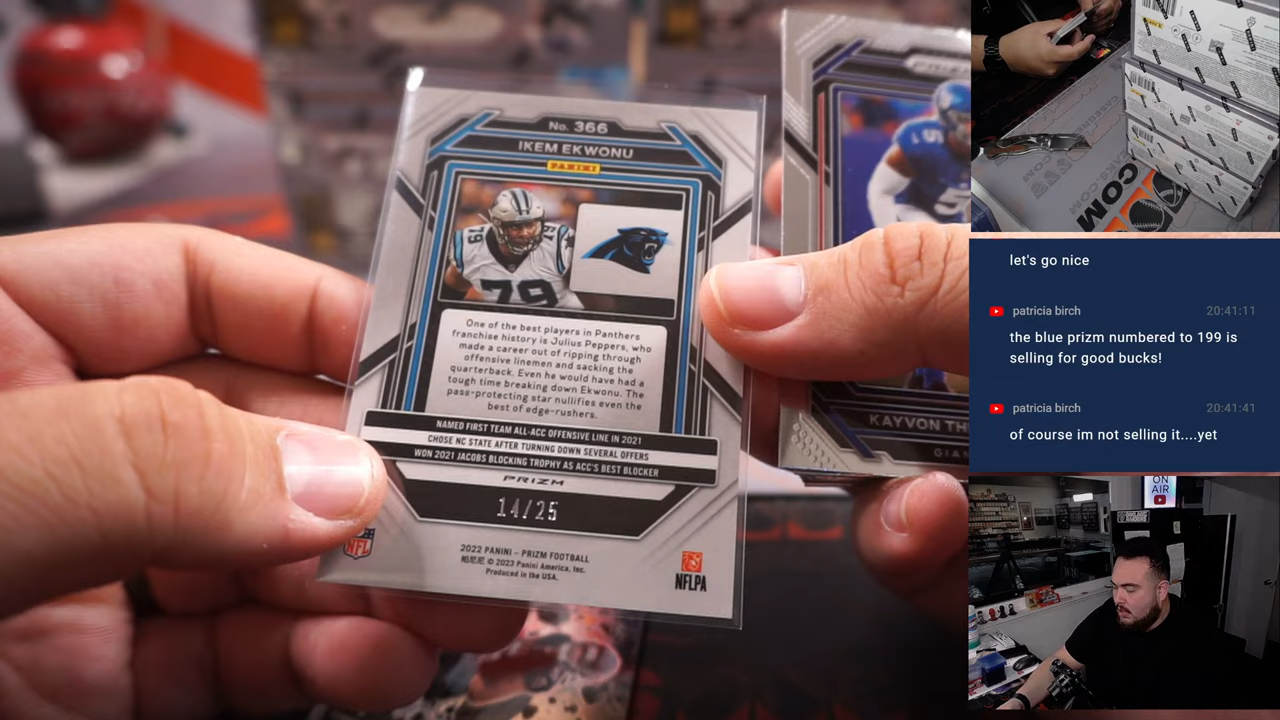 No. 366
IKEM EKWONU
PANINI
79
79
One of the best players in Panthers
franchise history is Julius Peppers, who
made a career out of ripping through
offensive linemen and sacking the
quarterback. Even he would have had a
tough time breaking down Ekwonu. The
pass-protecting star nullifies even the
best of edge-rushers.
NAMED FIRST TEAM ALL-ACC OFFENSIVE LINE IN 2021
CHOSE NC STATE AFTER TURNING DOWN SEVERAL OFFERS
WON 2021 JACOBS BLOCKING TROPHY AS ACC'S BEST BLOCKER
PRIZM
14/25
NFL
2022 PANINI – PRIZM FOOTBALL
© 2023 Panini America, Inc.
Produced in the USA.
NFLPA
KAYVON TH
GIAN
COM
let's go nice
patricia birch 20:41:11
the blue prizm numbered to 199 is
selling for good bucks!
patricia birch 20:41:41
of course im not selling it....yet
ON
AIR